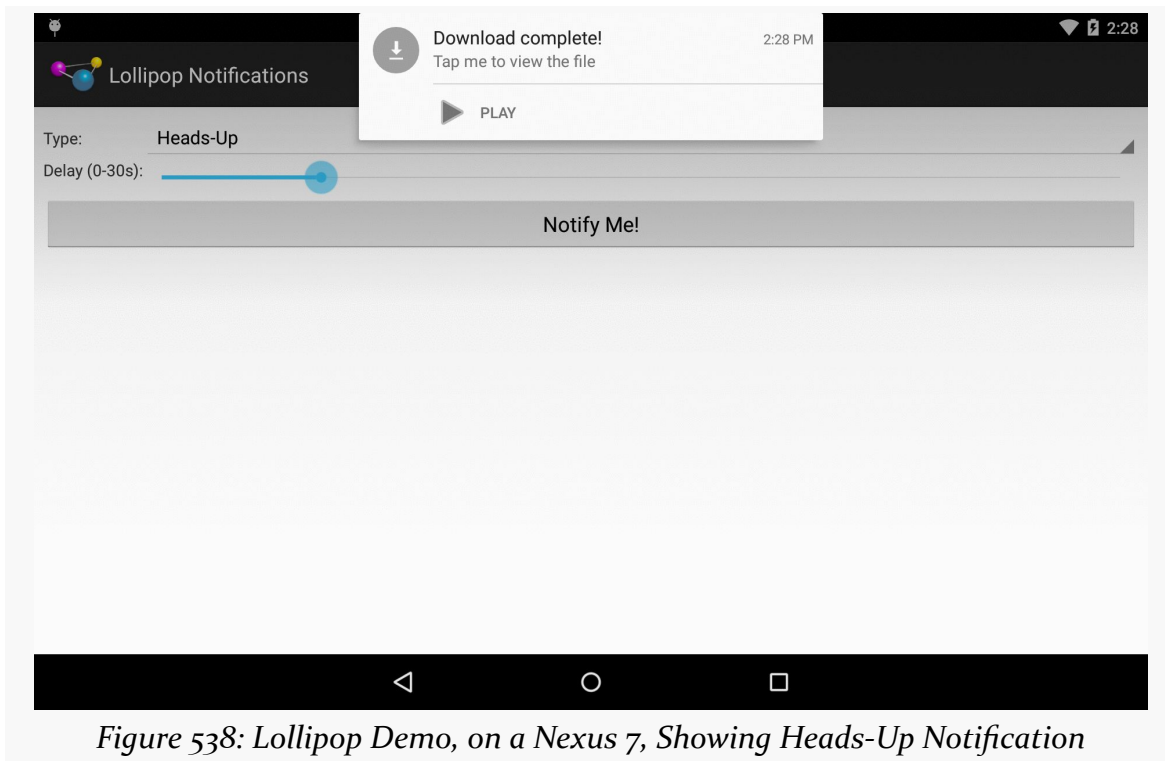 2:28
Download complete!
2:28 PM
Tap me to view the file
Lollipop Notifications
PLAY
Type:
Heads-Up
Delay (0-30s):
Notify Me!
Figure 538: Lollipop Demo, on a Nexus 7, Showing Heads-Up Notification